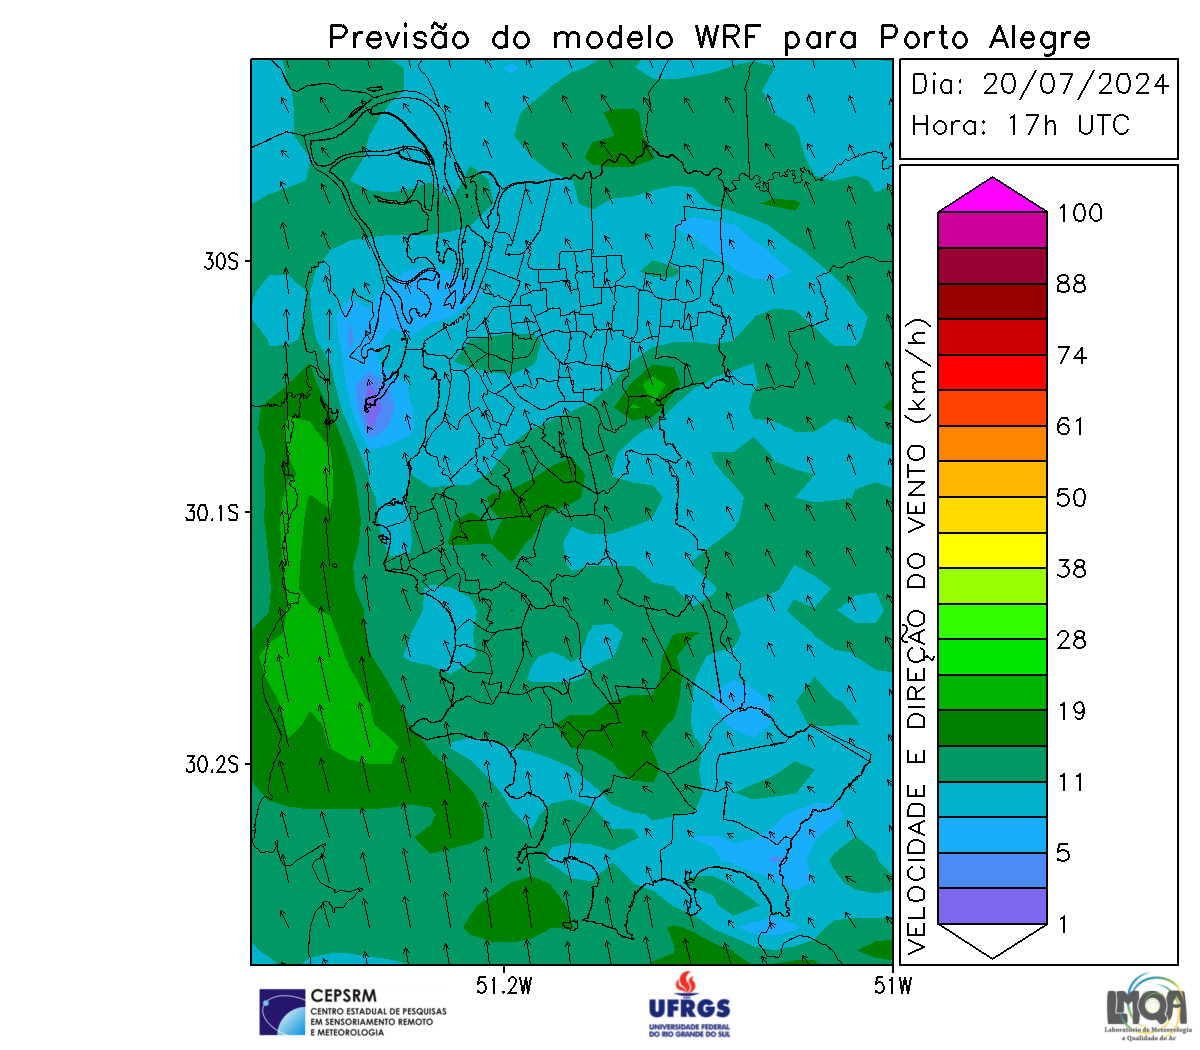 Previsão do modelo WRF para Porto Alegre
Dia: 20/07/2024
Hora: 17h UTC
VELOCIDADE E DIREÇÃO DO VENTO (km/h)
100
88
74
61
50
38
28
19
11
5
1
30S
30.1S
30.2S
51.2W
51W
CEPSRM
CENTRO ESTADUAL DE PESQUISAS
EM SENSORIAMENTO REMOTO
E METEOROLOGIA
UFRGS
UNIVERSIDADE FEDERAL
DO RIO GRANDE DO SUL
LMQA
Laboratório de Meteorologia
e Qualidade do Ar